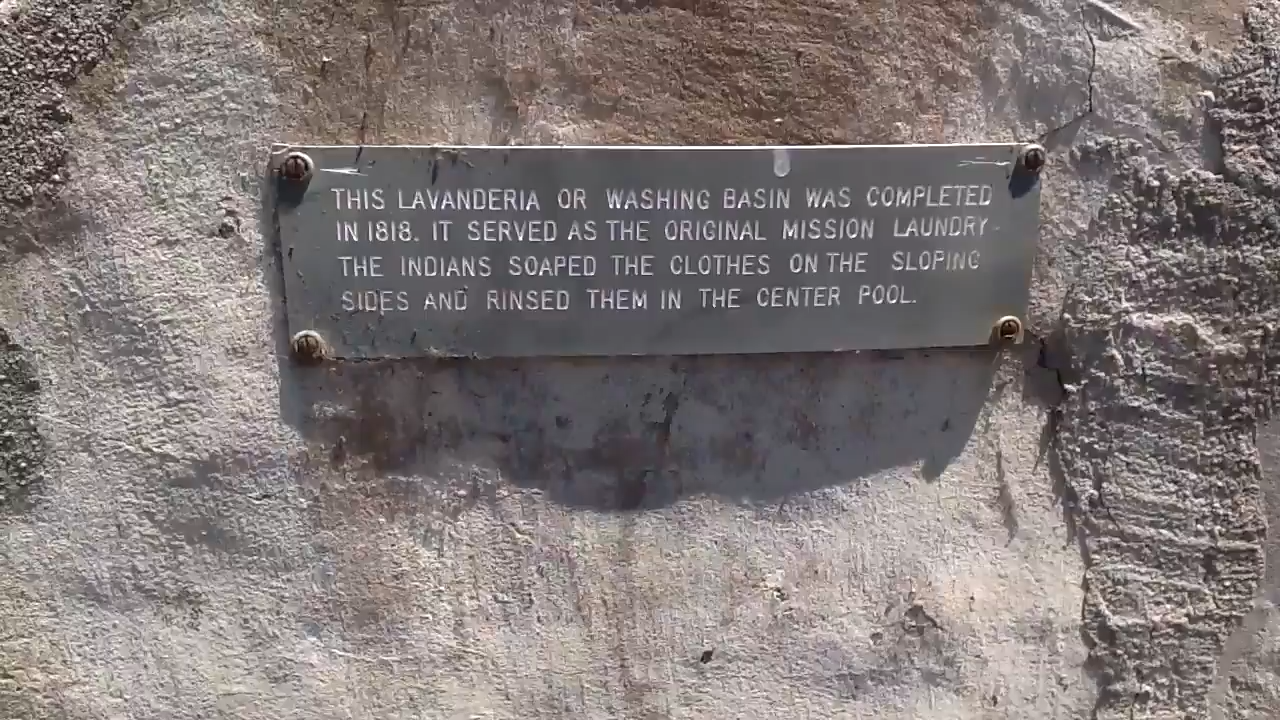 THIS LAVANDERIA OR WASHING BASIN WAS COMPLETED
IN 1818. IT SERVED AS THE ORIGINAL MISSION LAUNDRY.
THE INDIANS SOAPED THE CLOTHES ON THE SLOPING
SIDES AND RINSED THEM IN THE CENTER POOL.